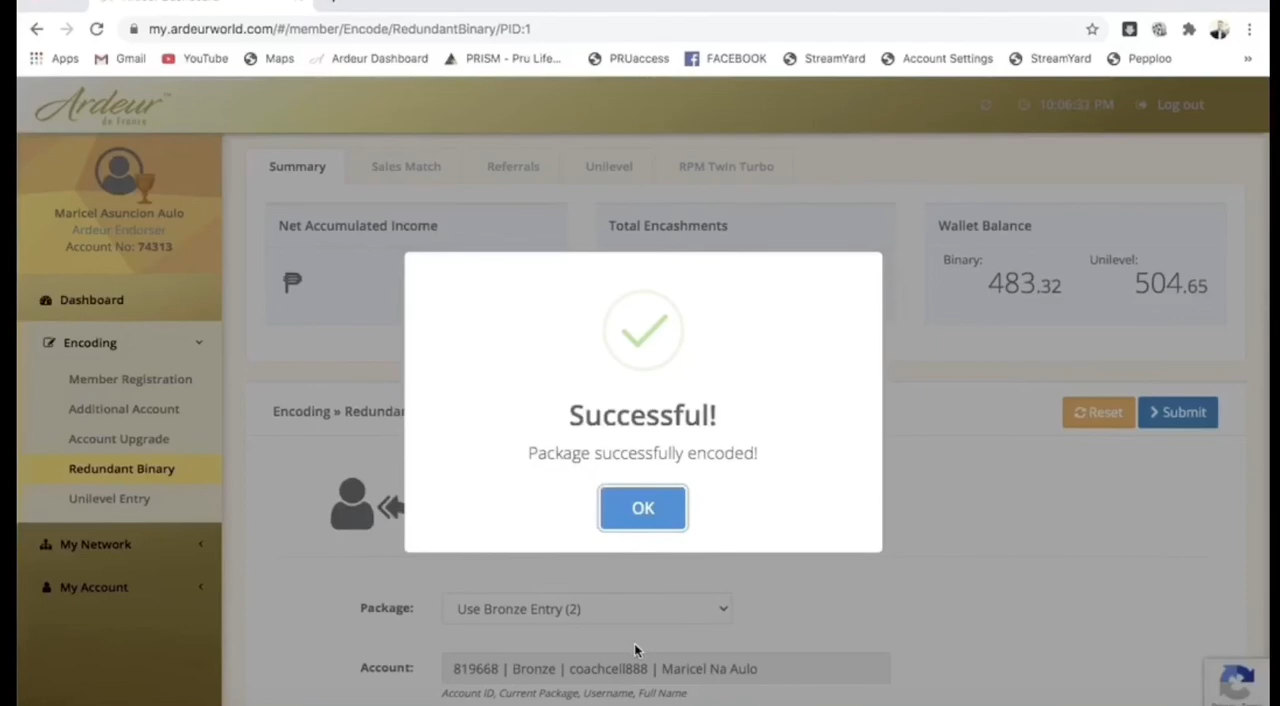 my.ardeurworld.com/#/member/Encode/RedundantBinary/PID:1
Apps Gmail YouTube Maps Ardeur Dashboard PRISM - Pru Life... PRUaccess FACEBOOK StreamYard Account Settings StreamYard Pepploo »
Ardeur™
de france
10:06:33 PM Log out
Maricel Asuncion Aulo
Ardeur Endorser
Account No: 74313
Dashboard
Encoding
Member Registration
Additional Account
Account Upgrade
Redundant Binary
Unilevel Entry
My Network
My Account
Summary Sales Match Referrals Unilevel RPM Twin Turbo
Net Accumulated Income Total Encashments Wallet Balance
Binary: Unilevel:
₱ 483.32 504.65
Encoding » Redundan
Reset Submit
Successful!
Package successfully encoded!
OK
Package: Use Bronze Entry (2)
Account: 819668 | Bronze | coachcell888 | Maricel Na Aulo
Account ID, Current Package, Username, Full Name